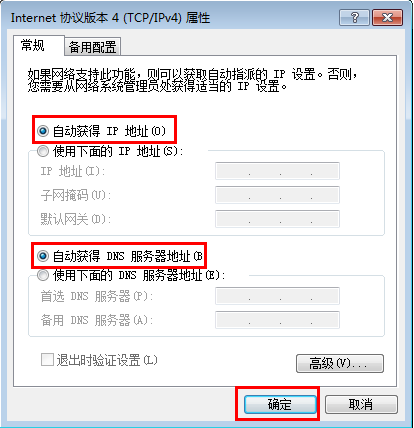 Internet 协议版本 4 (TCP/IPv4) 属性
常规
备用配置
如果网络支持此功能，则可以获取自动指派的 IP 设置。否则，
您需要从网络系统管理员处获得适当的 IP 设置。
自动获得 IP 地址(O)
使用下面的 IP 地址(S):
IP 地址(I):
子网掩码(U):
默认网关(D):
自动获得 DNS 服务器地址(B
使用下面的 DNS 服务器地址(E):
首选 DNS 服务器(P):
备用 DNS 服务器(A):
退出时验证设置(L)
高级(V)...
确定
取消